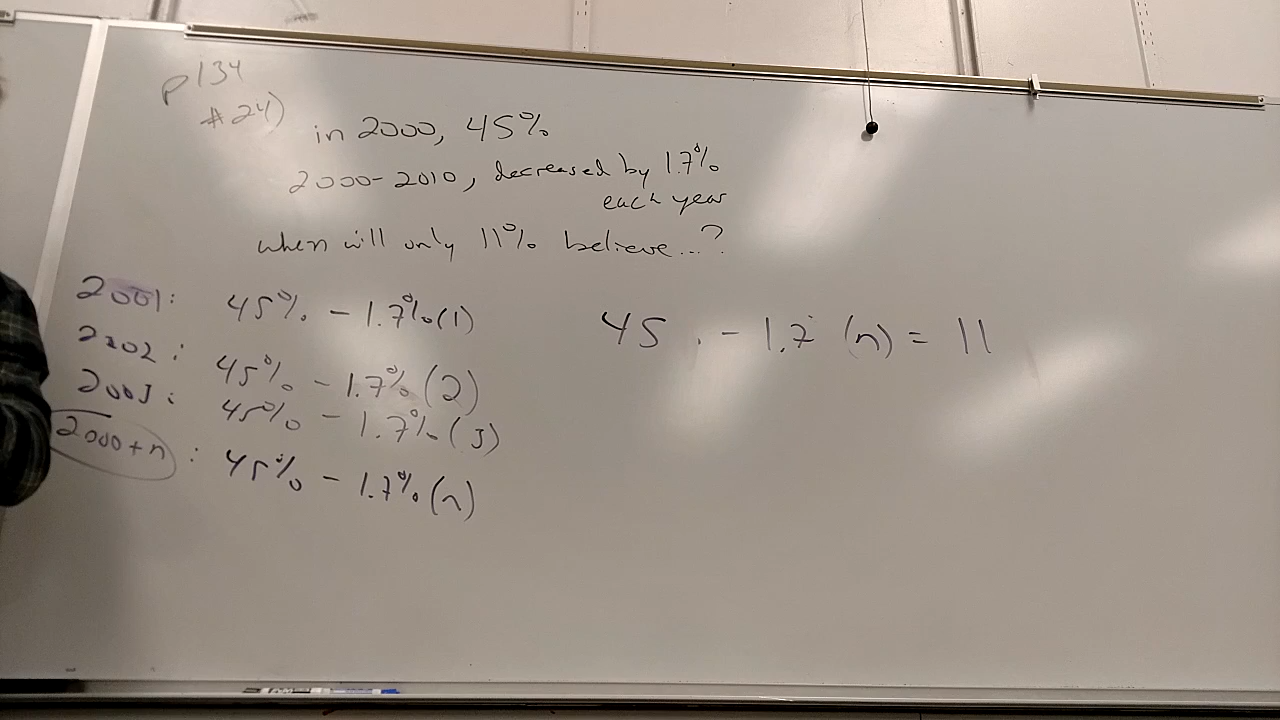 p134
#24)
in 2000, 45%
2000-2010, decreased by 1.7%
each year
when will only 11% believe...?
2001: 45% - 1.7%(1)
2002: 45% - 1.7%(2)
2003: 45% - 1.7%(3)
2000+n: 45% - 1.7%(n)
45 - 1.7 (n) = 11